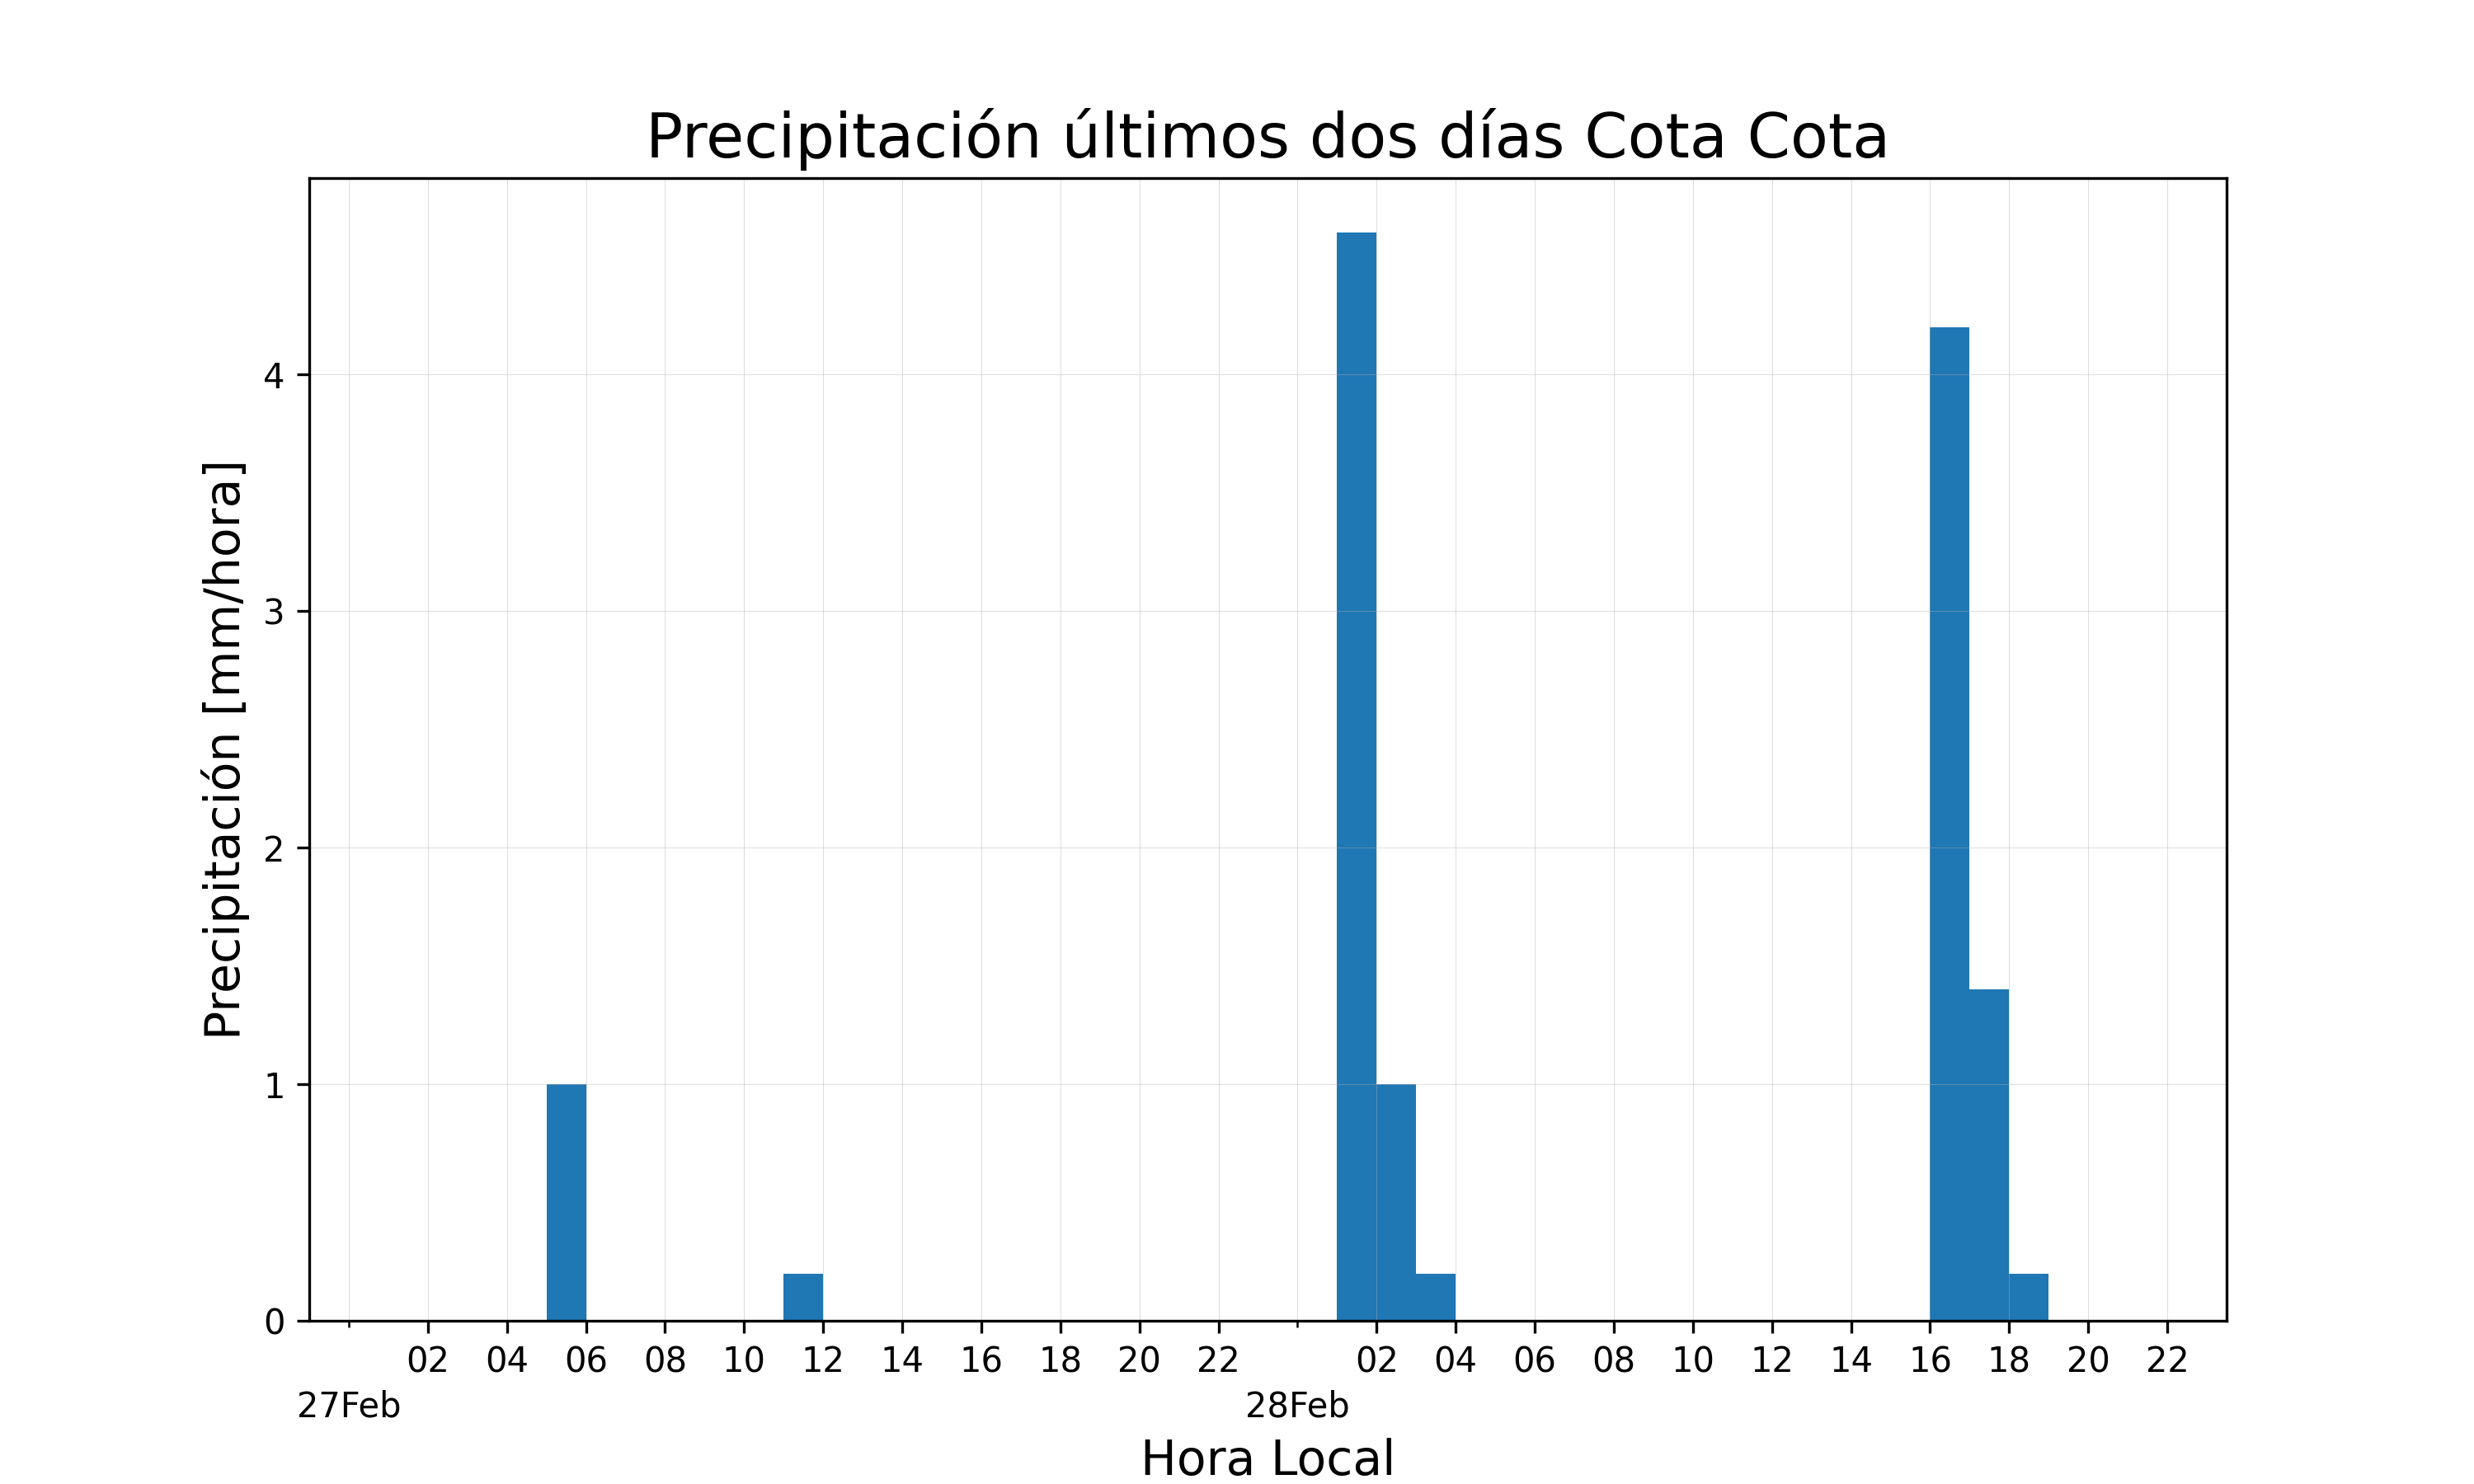 Precipitación últimos dos días Cota Cota
Precipitación [mm/hora]
4
3
2
1
0
02 04 06 08 10 12 14 16 18 20 22 02 04 06 08 10 12 14 16 18 20 22
27Feb 28Feb
Hora Local